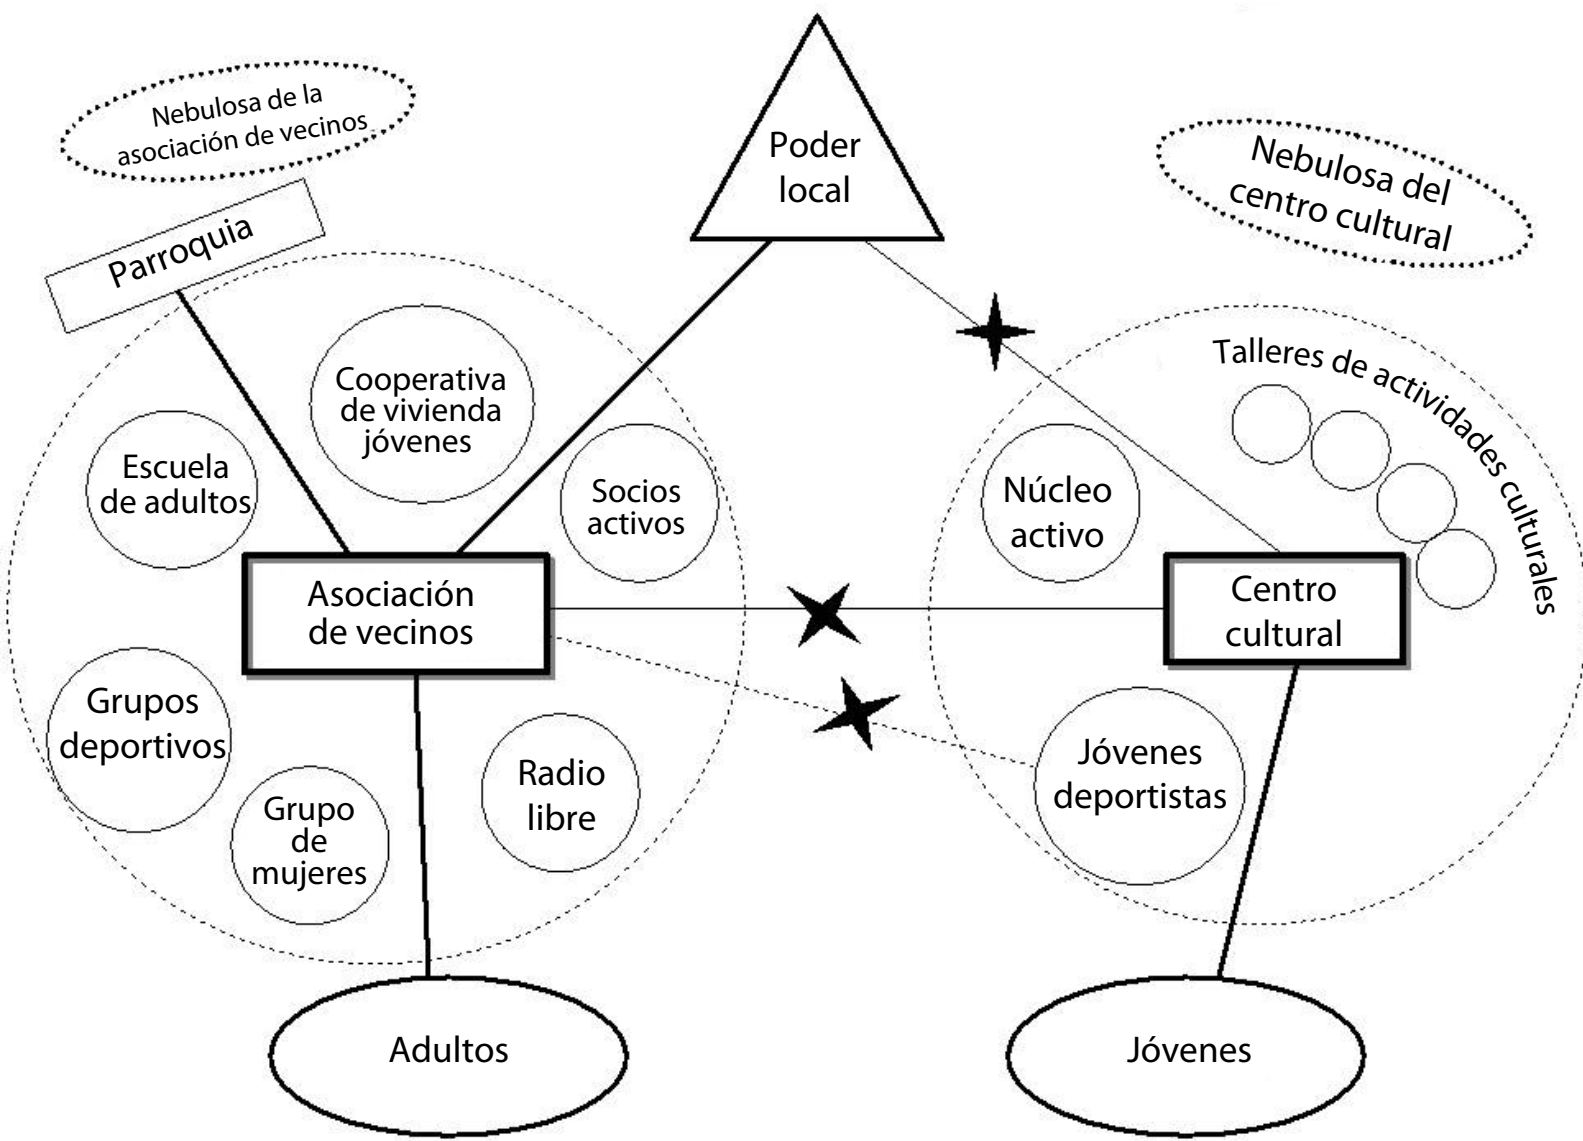 Nebulosa de la
asociación de vecinos
Poder
local
Nebulosa del
centro cultural
Parroquia
Cooperativa
de vivienda
jóvenes
Escuela
de adultos
Socios
activos
Asociación
de vecinos
Grupos
deportivos
Grupo
de
mujeres
Radio
libre
Adultos
Talleres de actividades culturales
Núcleo
activo
Centro
cultural
Jóvenes
deportistas
Jóvenes